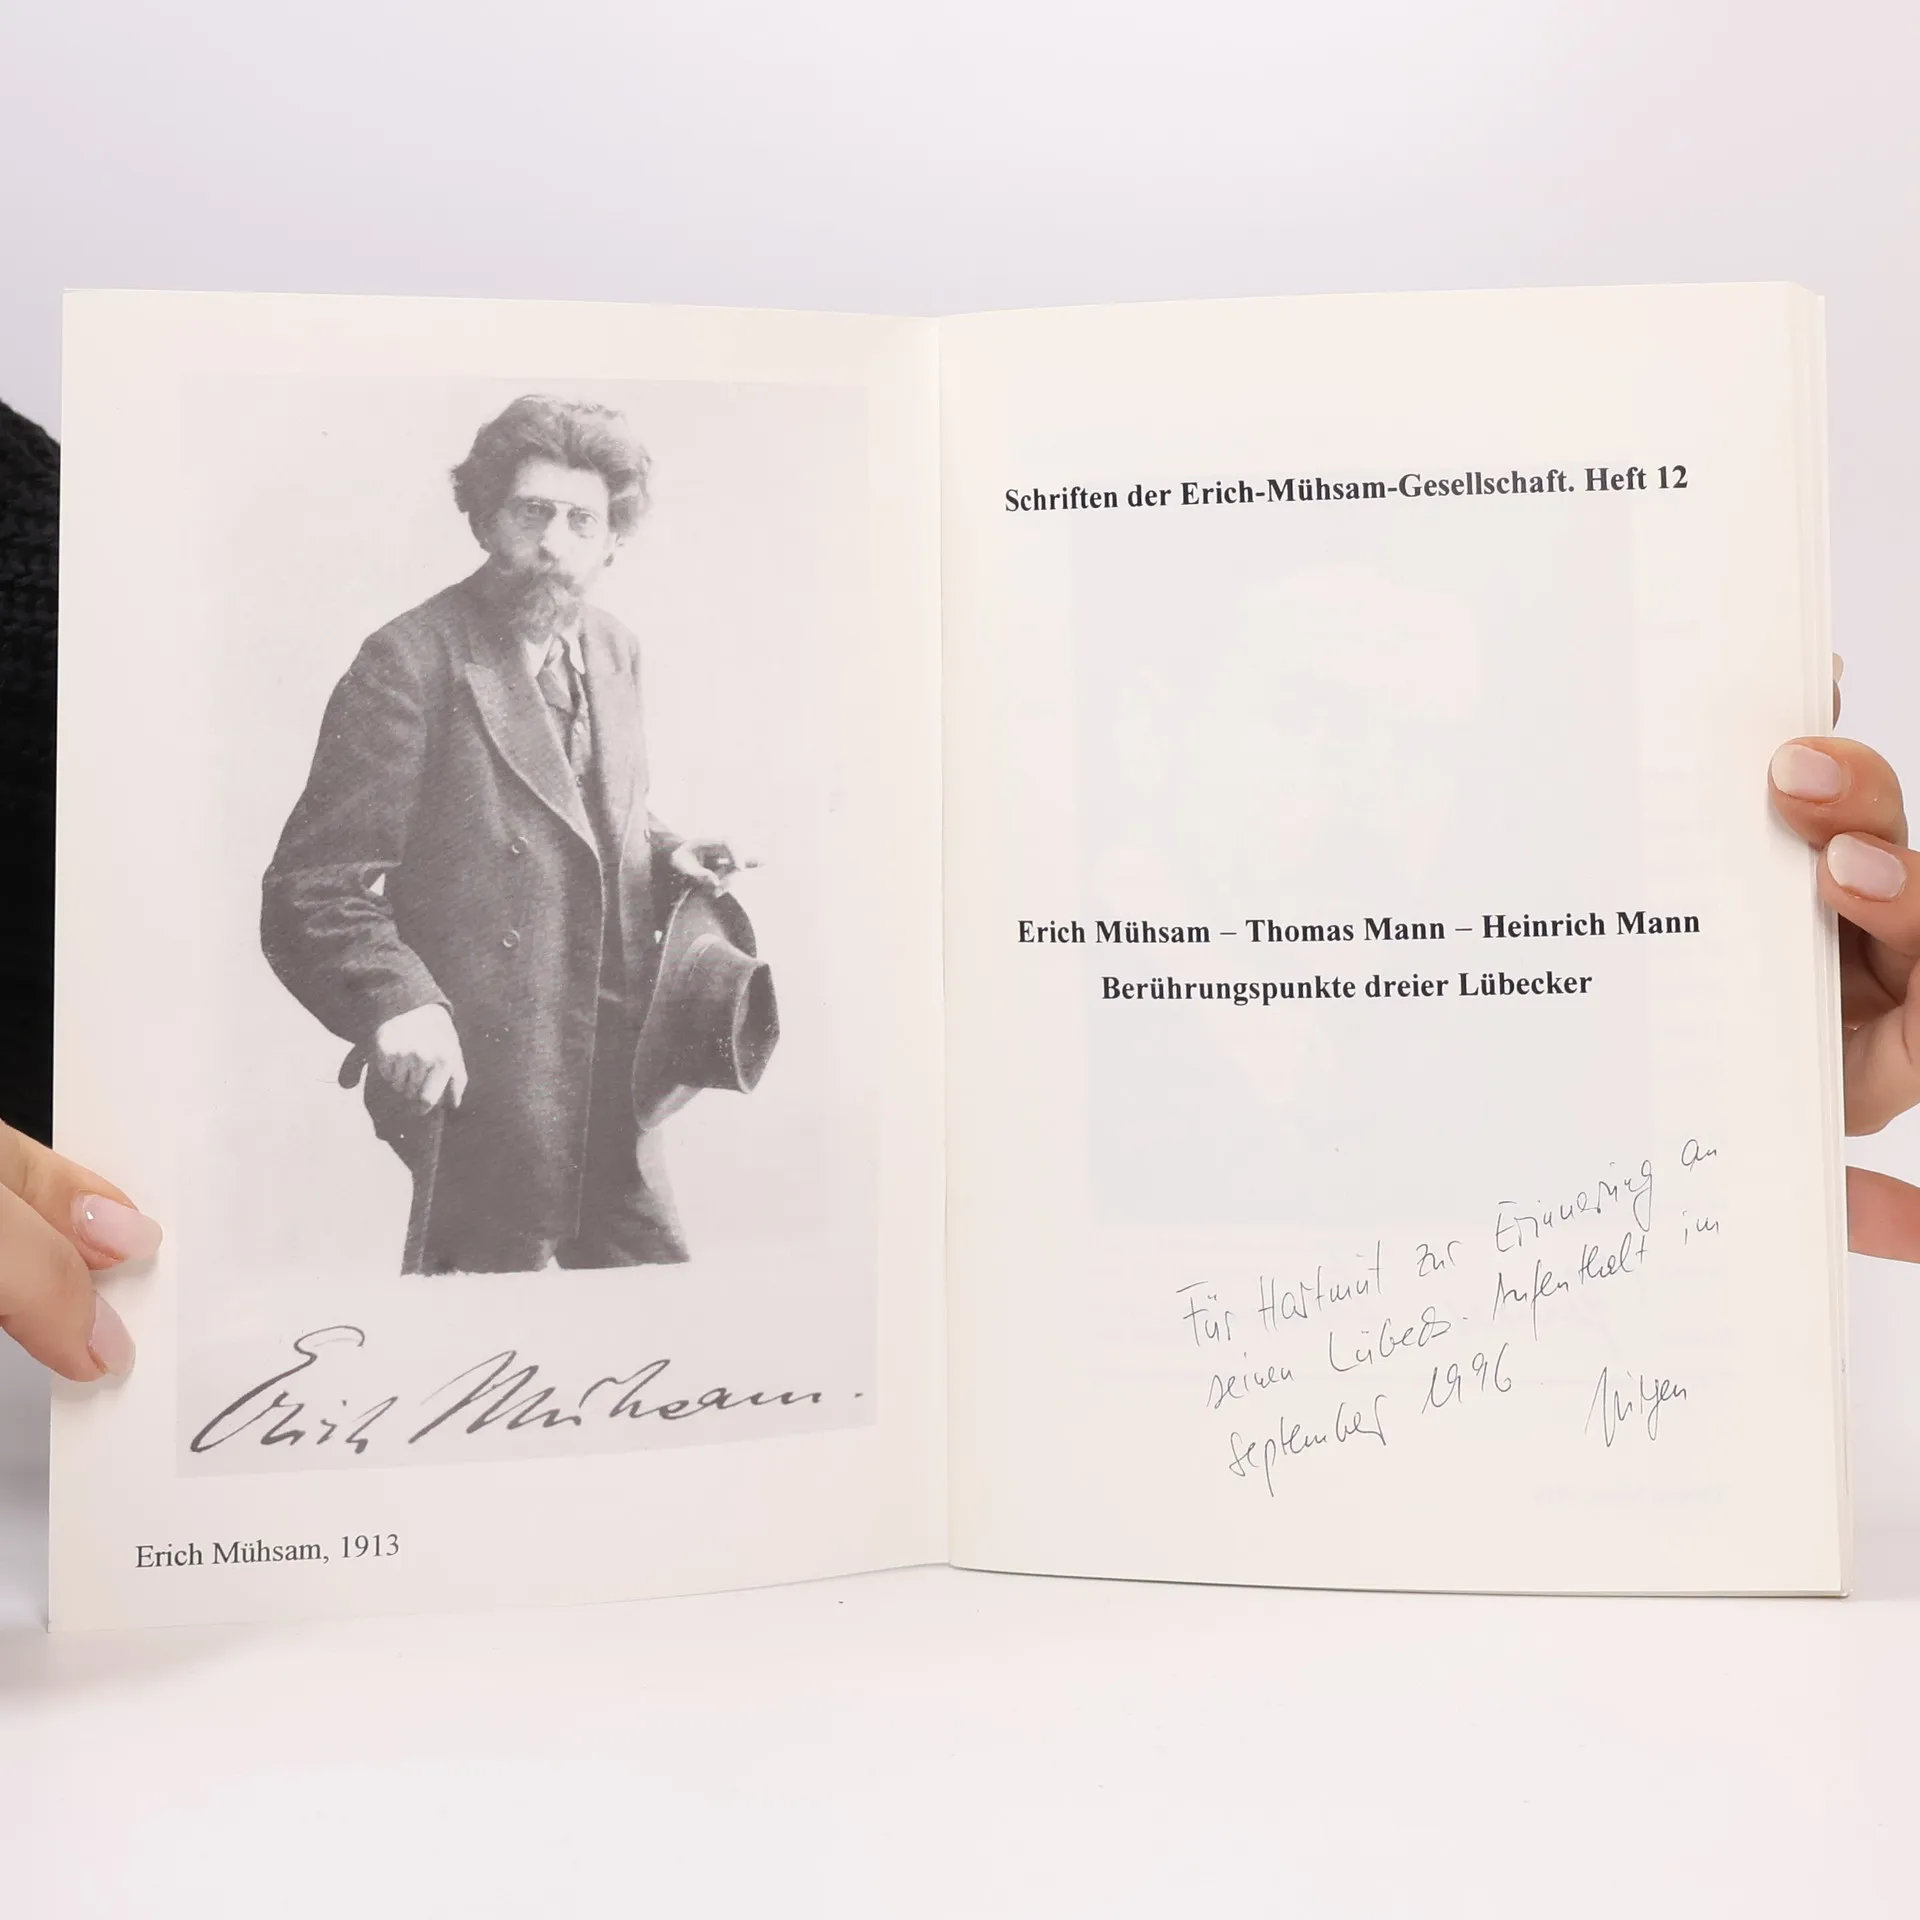 Erich Mühsam.
Erich Mühsam, 1913
Schriften der Erich-Mühsam-Gesellschaft. Heft 12
Erich Mühsam – Thomas Mann – Heinrich Mann
Berührungspunkte dreier Lübecker
Für Hartmut zur Erinnerung an
seinen Lübeck-Aufenthalt im
September 1996 Jürgen